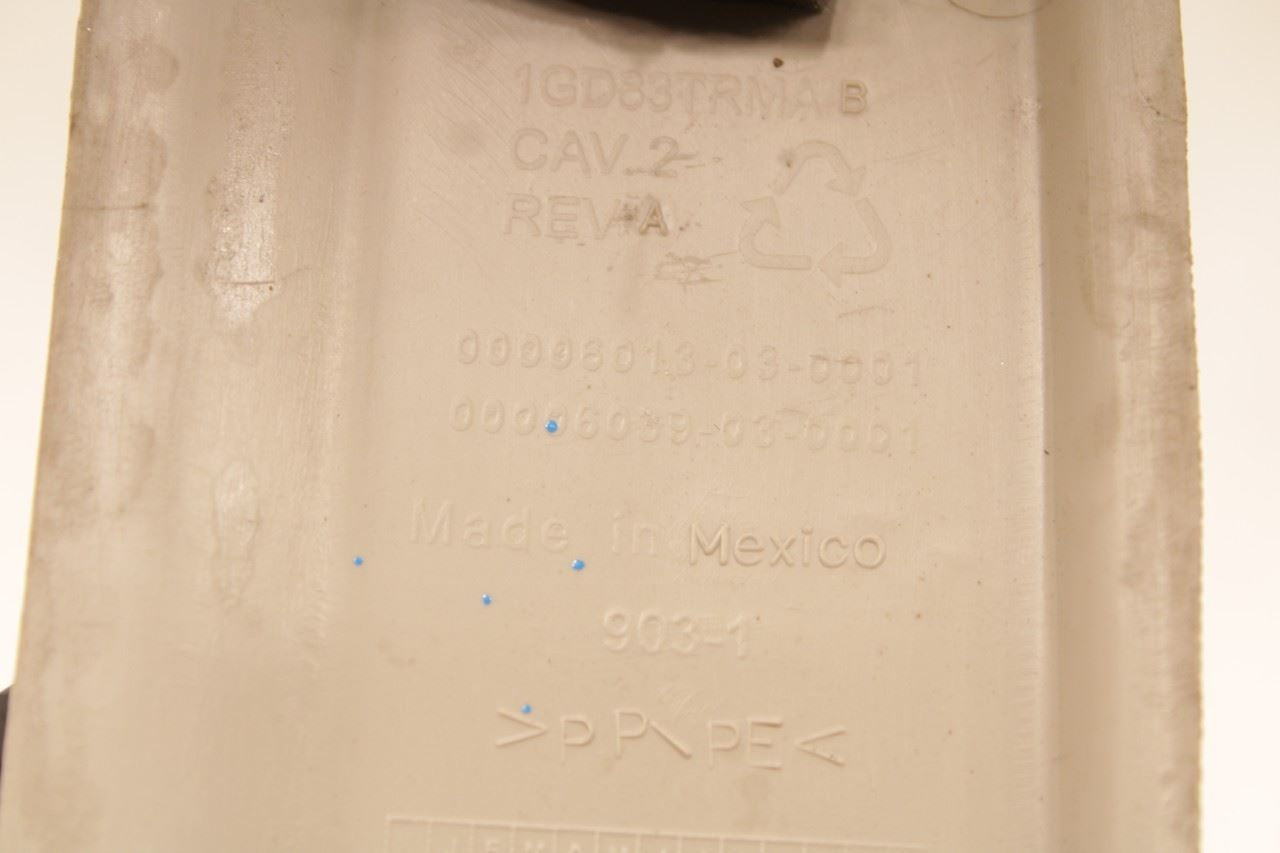 1GD83TRMA B
CAV. 2
REV A
00006013-03-0001
00006039-03-0001
Made in Mexico
903-1
>PP\PE<